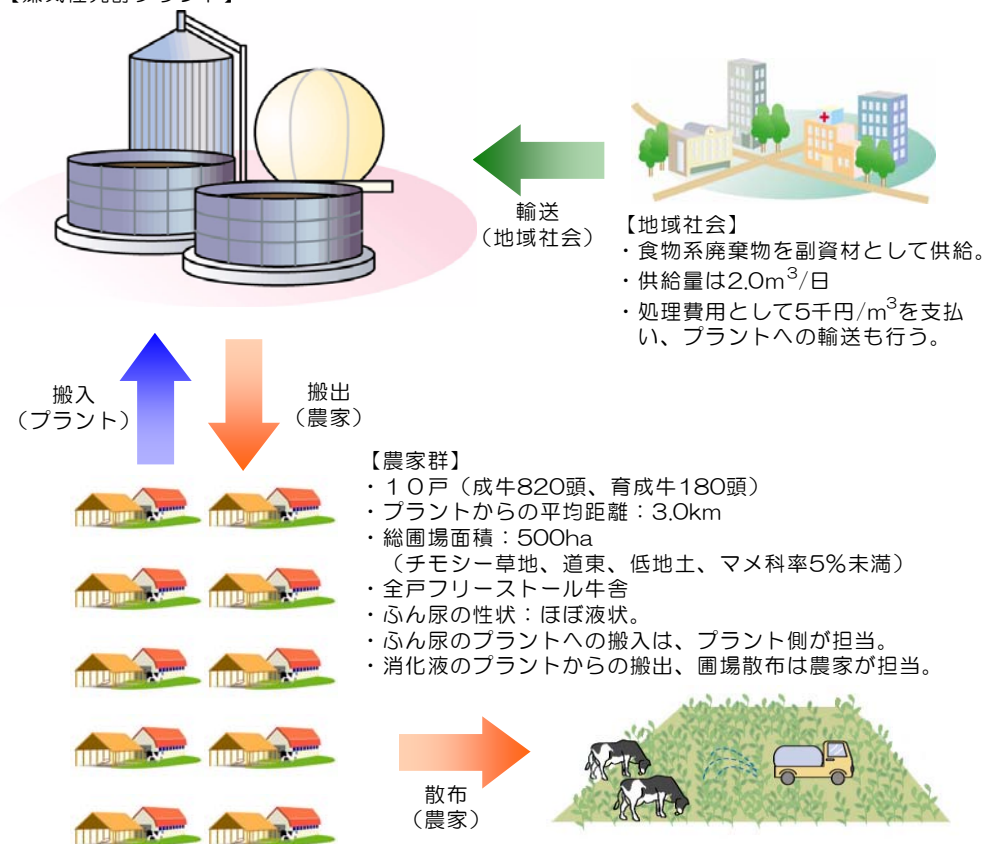 輸送
（地域社会）
【地域社会】
・食物系廃棄物を副資材として供給。
・供給量は2.0m³/日
・処理費用として5千円/m³を支払
い、プラントへの輸送も行う。
搬入
（プラント）
搬出
（農家）
【農家群】
・１０戸（成牛820頭、育成牛180頭）
・プラントからの平均距離：3.0km
・総圃場面積：500ha
（チモシー草地、道東、低地土、マメ科率5%未満）
・全戸フリーストール牛舎
・ふん尿の性状：ほぼ液状。
・ふん尿のプラントへの搬入は、プラント側が担当。
・消化液のプラントからの搬出、圃場散布は農家が担当。
散布
（農家）